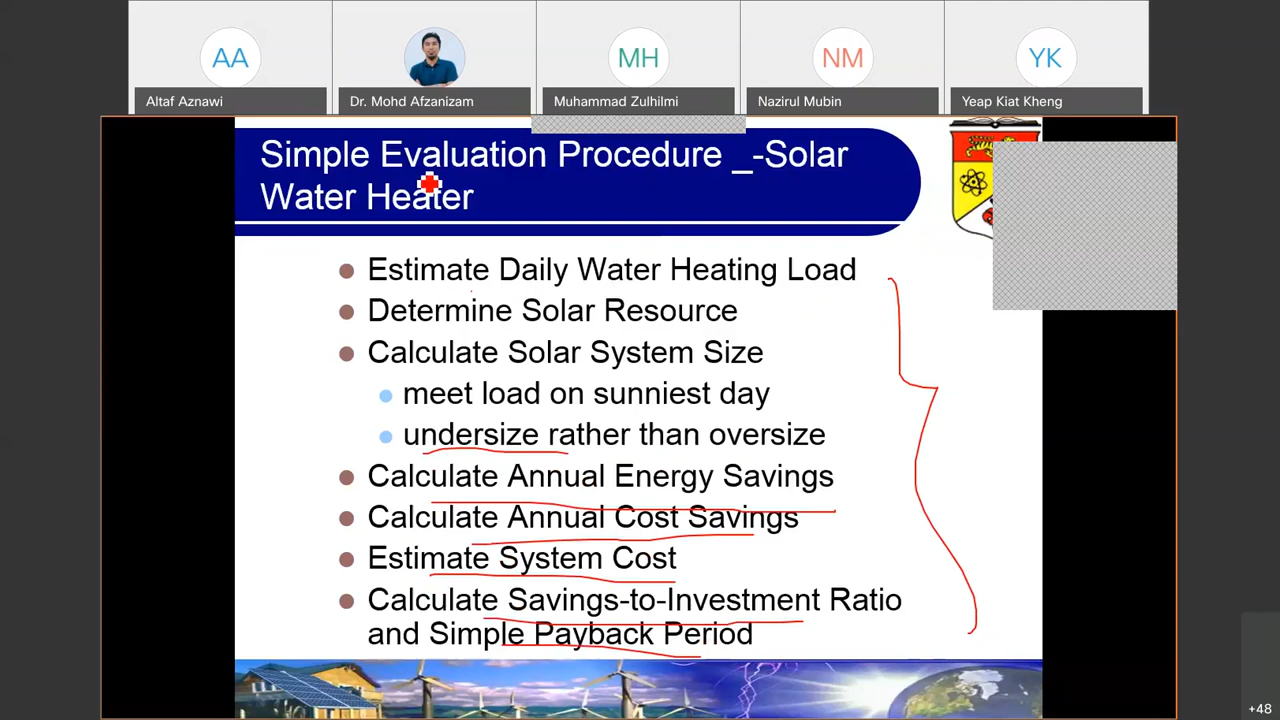 AA
MH
NM
YK
Altaf Aznawi
Dr. Mohd Afzanizam
Muhammad Zulhilmi
Nazirul Mubin
Yeap Kiat Kheng
Simple Evaluation Procedure _-Solar
Water Heater
Estimate Daily Water Heating Load
Determine Solar Resource
Calculate Solar System Size
meet load on sunniest day
undersize rather than oversize
Calculate Annual Energy Savings
Calculate Annual Cost Savings
Estimate System Cost
Calculate Savings-to-Investment Ratio
and Simple Payback Period
+48